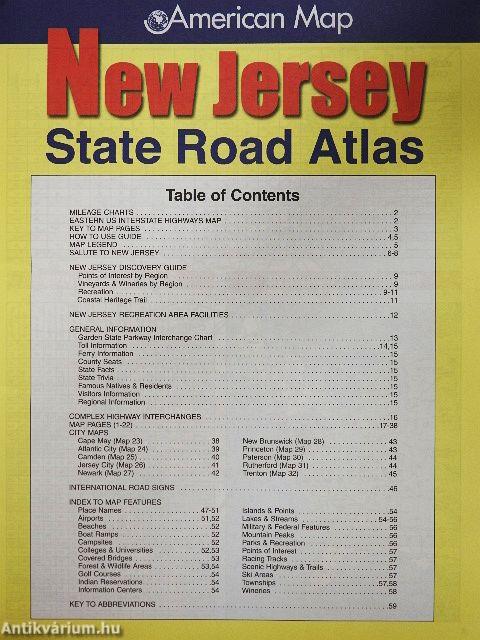 American Map
New Jersey
State Road Atlas
Table of Contents
MILEAGE CHARTS 2
EASTERN US INTERSTATE HIGHWAYS MAP 2
KEY TO MAP PAGES 3
HOW TO USE GUIDE 4,5
MAP LEGEND 5
SALUTE TO NEW JERSEY 6-8
NEW JERSEY DISCOVERY GUIDE
Points of Interest by Region 9
Vineyards & Wineries by Region 9
Recreation 9-11
Coastal Heritage Trail 11
NEW JERSEY RECREATION AREA FACILITIES 12
GENERAL INFORMATION
Garden State Parkway Interchange Chart 13
Toll Information 14,15
Ferry Information 15
County Seats 15
State Facts 15
State Trivia 15
Famous Natives & Residents 15
Visitors Information 15
Regional Information 15
COMPLEX HIGHWAY INTERCHANGES 16
MAP PAGES (1-22) 17-38
CITY MAPS
Cape May (Map 23) 38
Atlantic City (Map 24) 39
Camden (Map 25) 40
Jersey City (Map 26) 41
Newark (Map 27) 42
New Brunswick (Map 28) 43
Princeton (Map 29) 43
Paterson (Map 30) 44
Rutherford (Map 31) 44
Trenton (Map 32) 45
INTERNATIONAL ROAD SIGNS 46
INDEX TO MAP FEATURES
Place Names 47-51
Airports 51,52
Beaches 52
Boat Ramps 52
Campsites 52
Colleges & Universities 52,53
Covered Bridges 53
Forest & Wildlife Areas 53,54
Golf Courses 54
Indian Reservations 54
Information Centers 54
Islands & Points 54
Lakes & Streams 54-56
Military & Federal Features 56
Mountain Peaks 56
Parks & Recreation 56
Points of Interest 57
Racing Tracks 57
Scenic Highways & Trails 57
Ski Areas 57
Townships 57,58
Wineries 58
KEY TO ABBREVIATIONS 59
Antikvárium.hu